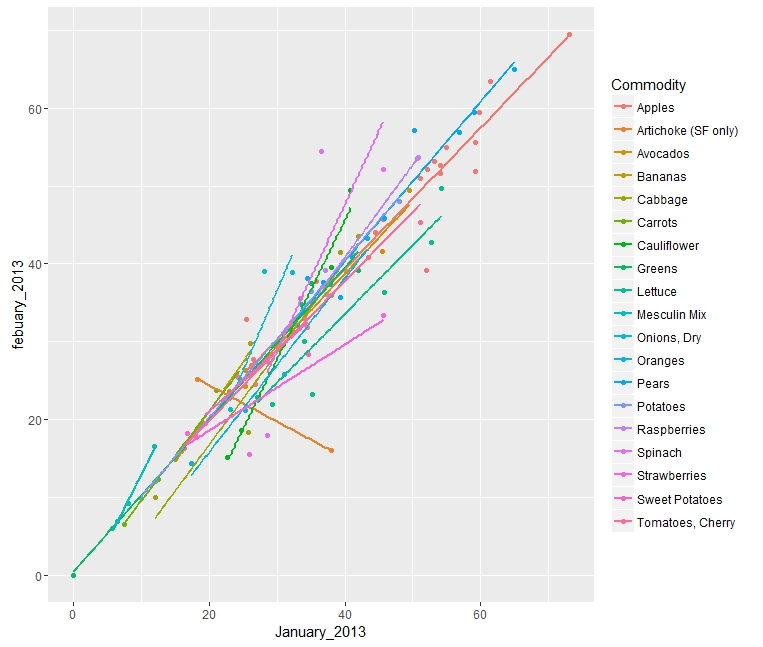 Commodity
Apples
Artichoke (SF only)
Avocados
Bananas
Cabbage
Carrots
Cauliflower
Greens
Lettuce
Mesculin Mix
Onions, Dry
Oranges
Pears
Potatoes
Raspberries
Spinach
Strawberries
Sweet Potatoes
Tomatoes, Cherry
febuary_2013
60
40
20
0
0 20 40 60
January_2013